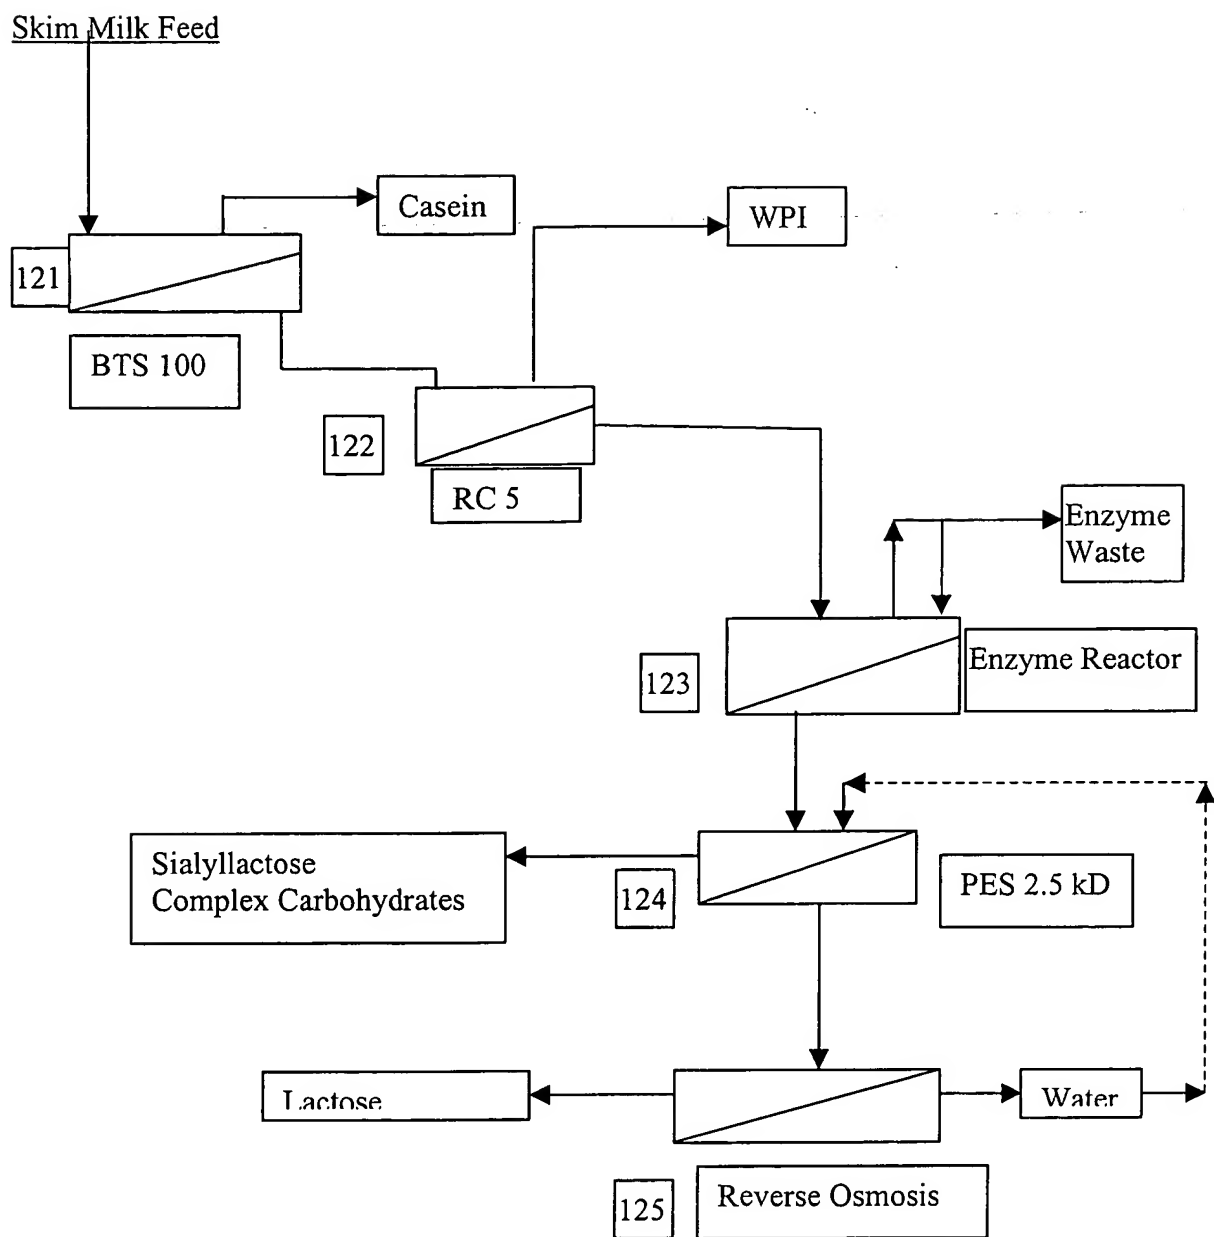 Skim Milk Feed
Casein
WPI
121
BTS 100
122
RC 5
Enzyme
Waste
123
Enzyme Reactor
Sialyllactose
Complex Carbohydrates
124
PES 2.5 kD
Lactose
Water
125
Reverse Osmosis